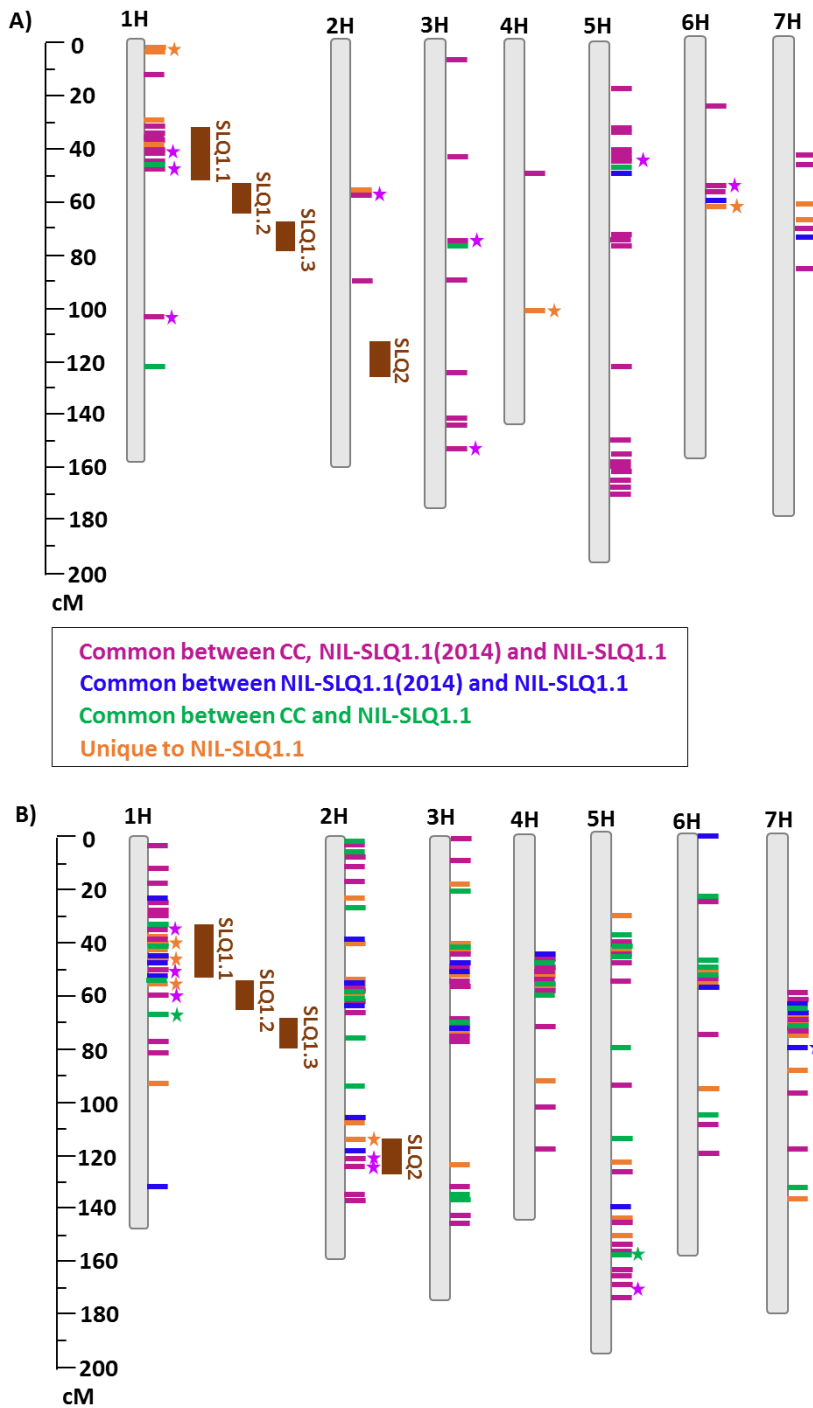 A)
1H
2H
3H
4H
5H
6H
7H
0
20
40
60
80
100
120
140
160
180
200
cM
SLQ1.1
SLQ1.2
SLQ1.3
SLQ2
Common between CC, NIL-SLQ1.1(2014) and NIL-SLQ1.1
Common between NIL-SLQ1.1(2014) and NIL-SLQ1.1
Common between CC and NIL-SLQ1.1
Unique to NIL-SLQ1.1
B)
1H
2H
3H
4H
5H
6H
7H
0
20
40
60
80
100
120
140
160
180
200
cM
SLQ1.1
SLQ1.2
SLQ1.3
SLQ2